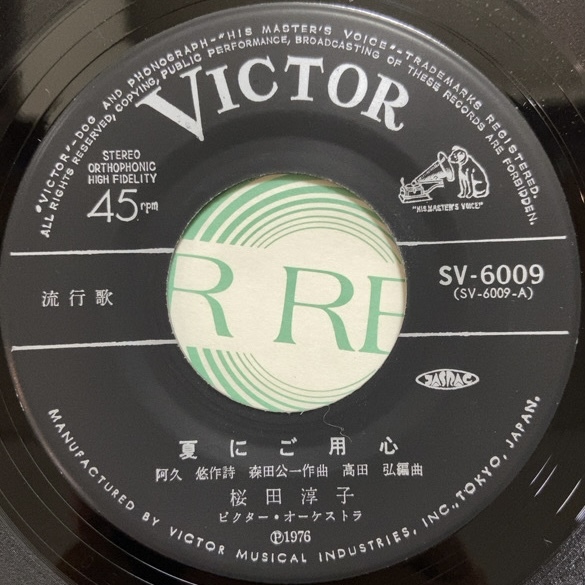 "VICTOR"-DOG AND PHONOGRAPH-"HIS MASTER'S VOICE"-TRADEMARKS REGISTERED.
ALL RIGHTS RESERVED, COPYING, PUBLIC PERFORMANCE, BROADCASTING OF THESE RECORDS ARE FORBIDDEN.
VICTOR
STEREO
ORTHOPHONIC
HIGH FIDELITY
45rpm
"HIS MASTER'S VOICE"
SV-6009
(SV-6009-A)
流行歌
R RE
JASRAC
夏にご用心
阿久 悠作詩 森田公一作曲 高田 弘編曲
桜田淳子
ビクター・オーケストラ
Ⓟ1976
MANUFACTURED BY VICTOR MUSICAL INDUSTRIES, INC., TOKYO, JAPAN.